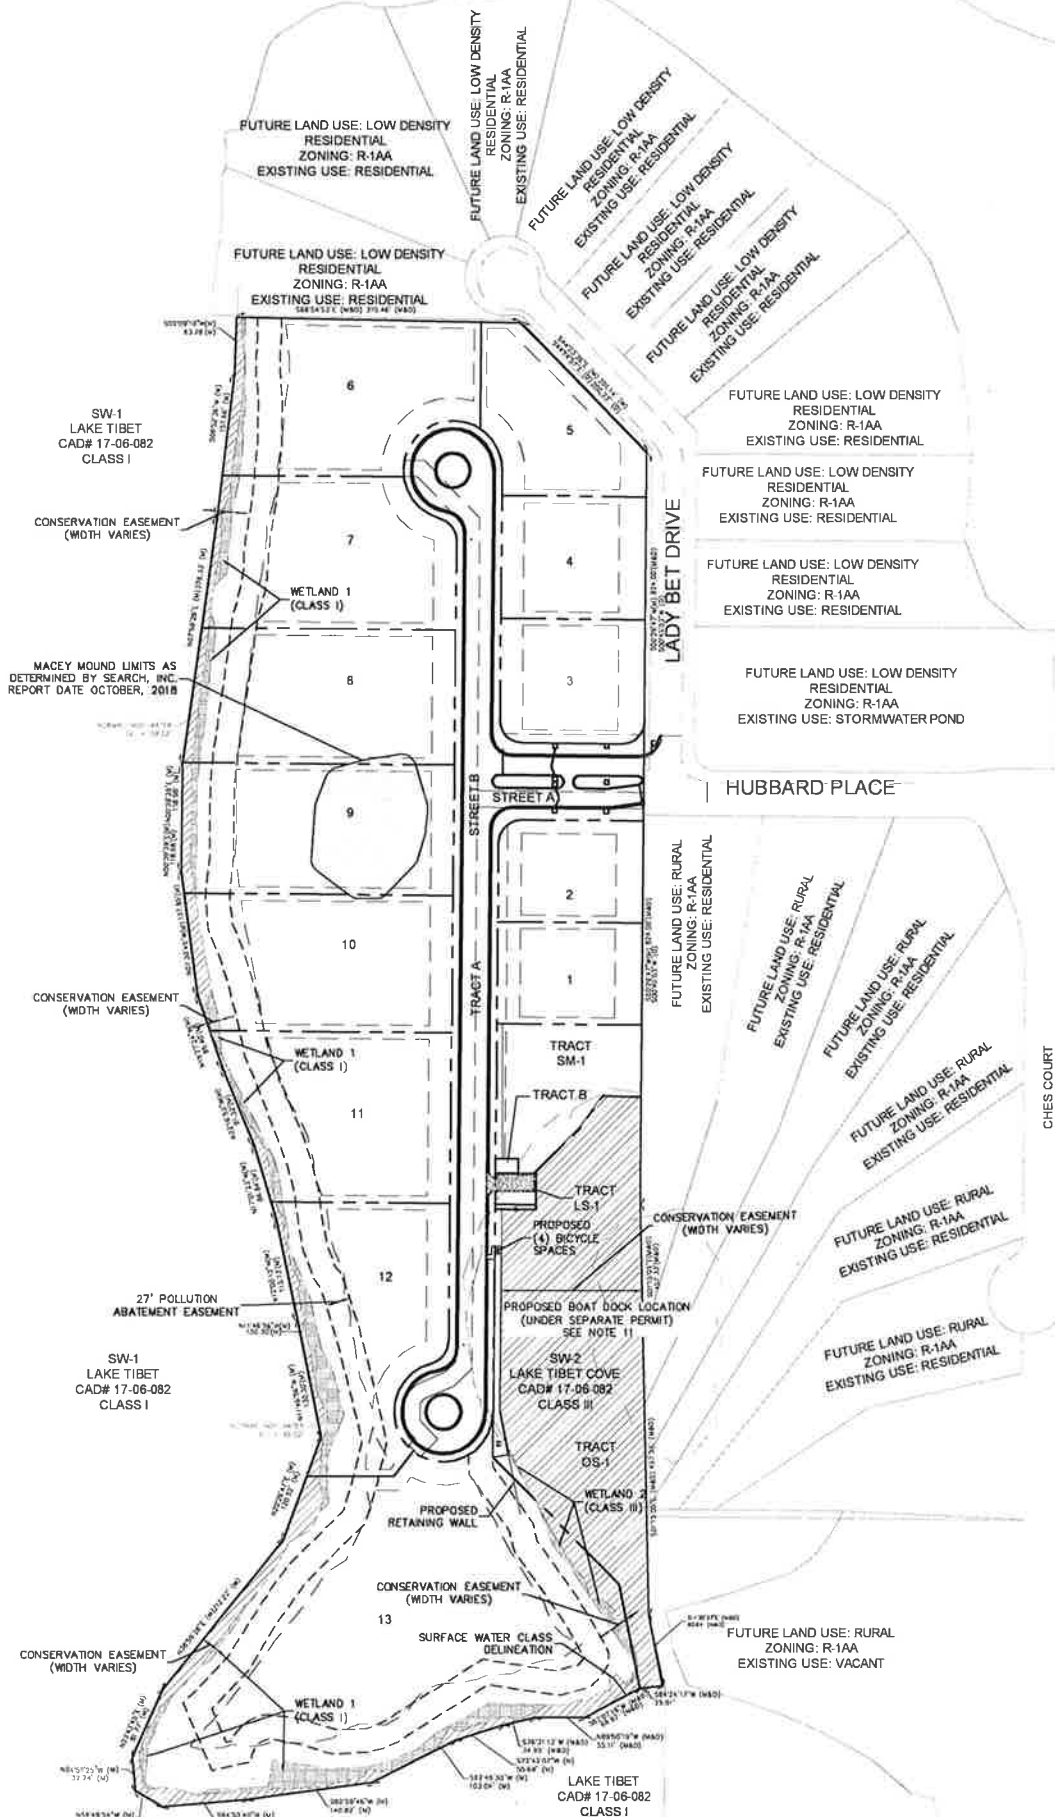 FUTURE LAND USE: LOW DENSITY
RESIDENTIAL
ZONING: R-1AA
EXISTING USE: RESIDENTIAL
FUTURE LAND USE: LOW DENSITY
RESIDENTIAL
ZONING: R-1AA
EXISTING USE: RESIDENTIAL
FUTURE LAND USE: LOW DENSITY
RESIDENTIAL
ZONING: R-1AA
EXISTING USE: RESIDENTIAL
FUTURE LAND USE: LOW DENSITY
RESIDENTIAL
ZONING: R-1AA
EXISTING USE: RESIDENTIAL
FUTURE LAND USE: LOW DENSITY
RESIDENTIAL
ZONING: R-1AA
EXISTING USE: RESIDENTIAL
FUTURE LAND USE: LOW DENSITY
RESIDENTIAL
ZONING: R-1AA
EXISTING USE: RESIDENTIAL
6
5
SW-1
LAKE TIBET
CAD# 17-06-082
CLASS I
FUTURE LAND USE: LOW DENSITY
RESIDENTIAL
ZONING: R-1AA
EXISTING USE: RESIDENTIAL
FUTURE LAND USE: LOW DENSITY
RESIDENTIAL
ZONING: R-1AA
EXISTING USE: RESIDENTIAL
CONSERVATION EASEMENT
(WIDTH VARIES)
7
4
LADY BET DRIVE
FUTURE LAND USE: LOW DENSITY
RESIDENTIAL
ZONING: R-1AA
EXISTING USE: RESIDENTIAL
WETLAND 1
(CLASS I)
MACEY MOUND LIMITS AS
DETERMINED BY SEARCH, INC.
REPORT DATE OCTOBER, 2018
8
3
FUTURE LAND USE: LOW DENSITY
RESIDENTIAL
ZONING: R-1AA
EXISTING USE: STORMWATER POND
STREET B
STREET A
HUBBARD PLACE
9
2
FUTURE LAND USE: RURAL
ZONING: R-1AA
EXISTING USE: RESIDENTIAL
FUTURE LAND USE: RURAL
ZONING: R-1AA
EXISTING USE: RESIDENTIAL
FUTURE LAND USE: RURAL
ZONING: R-1AA
EXISTING USE: RESIDENTIAL
10
TRACT A
1
CONSERVATION EASEMENT
(WIDTH VARIES)
WETLAND 1
(CLASS I)
TRACT
SM-1
TRACT B
FUTURE LAND USE: RURAL
ZONING: R-1AA
EXISTING USE: RESIDENTIAL
CHES COURT
11
TRACT
LS-1
PROPOSED
(4) BICYCLE
SPACES
CONSERVATION EASEMENT
(WIDTH VARIES)
FUTURE LAND USE: RURAL
ZONING: R-1AA
EXISTING USE: RESIDENTIAL
12
27' POLLUTION
ABATEMENT EASEMENT
PROPOSED BOAT DOCK LOCATION
(UNDER SEPARATE PERMIT)
SEE NOTE 11
FUTURE LAND USE: RURAL
ZONING: R-1AA
EXISTING USE: RESIDENTIAL
SW-1
LAKE TIBET
CAD# 17-06-082
CLASS I
SW-2
LAKE TIBET COVE
CAD# 17-06-082
CLASS III
TRACT
OS-1
WETLAND 2
(CLASS III)
PROPOSED
RETAINING WALL
CONSERVATION EASEMENT
(WIDTH VARIES)
13
SURFACE WATER CLASS
DELINEATION
FUTURE LAND USE: RURAL
ZONING: R-1AA
EXISTING USE: VACANT
CONSERVATION EASEMENT
(WIDTH VARIES)
WETLAND 1
(CLASS I)
LAKE TIBET
CAD# 17-06-082
CLASS I